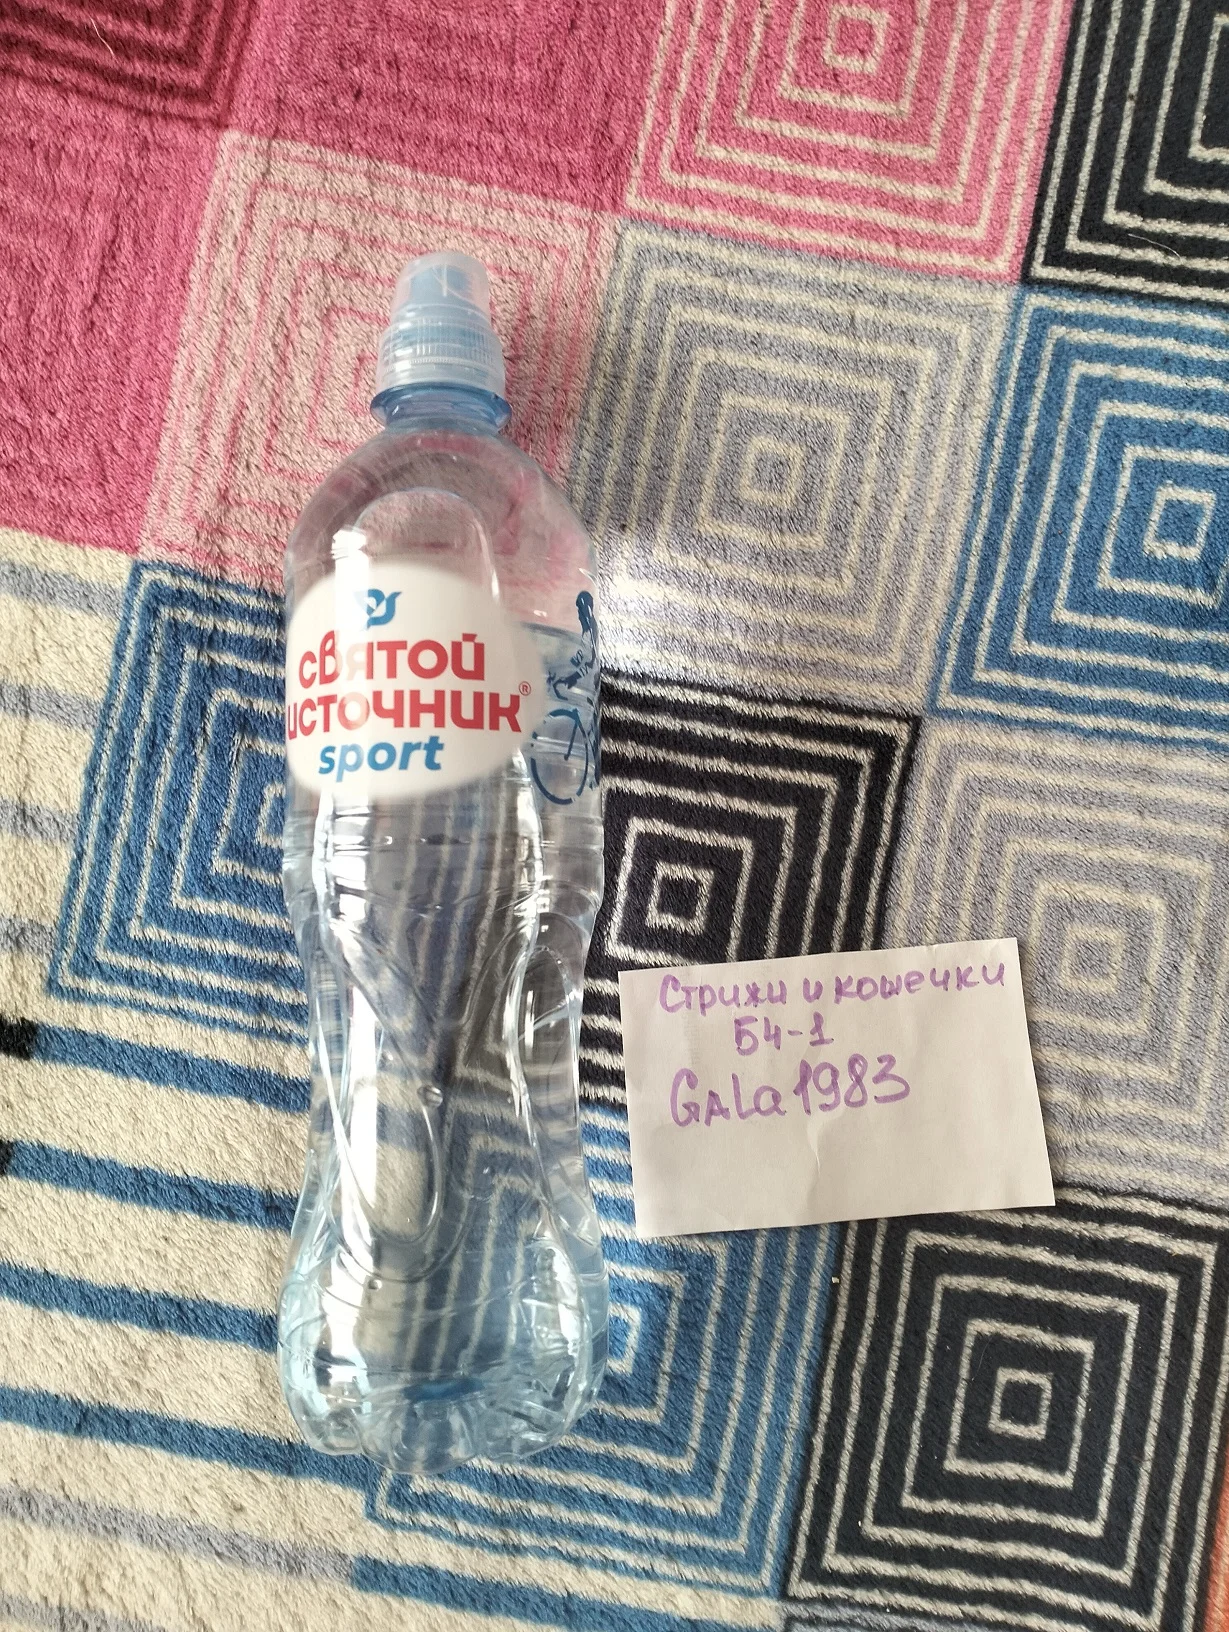 святой
источник®
sport
Стрижи и кошечки
Б4-1
GALa1983